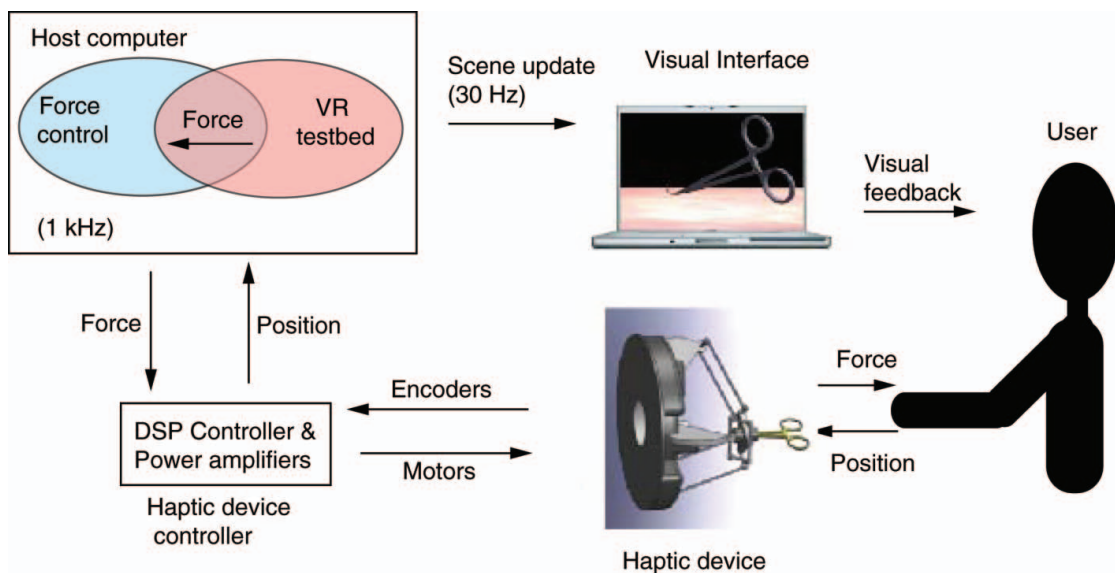 Host computer
Force
control
Force
VR
testbed
(1 kHz)
Scene update
(30 Hz)
Visual Interface
Visual
feedback
User
Force
Position
Encoders
Motors
DSP Controller &
Power amplifiers
Haptic device
controller
Force
Position
Haptic device